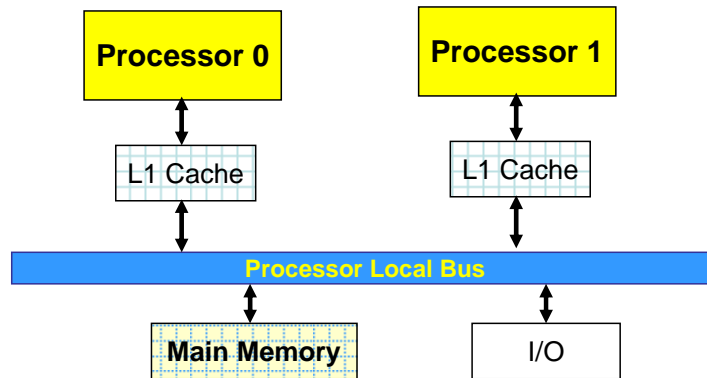 Processor 0
Processor 1
L1 Cache
L1 Cache
Processor Local Bus
Main Memory
I/O